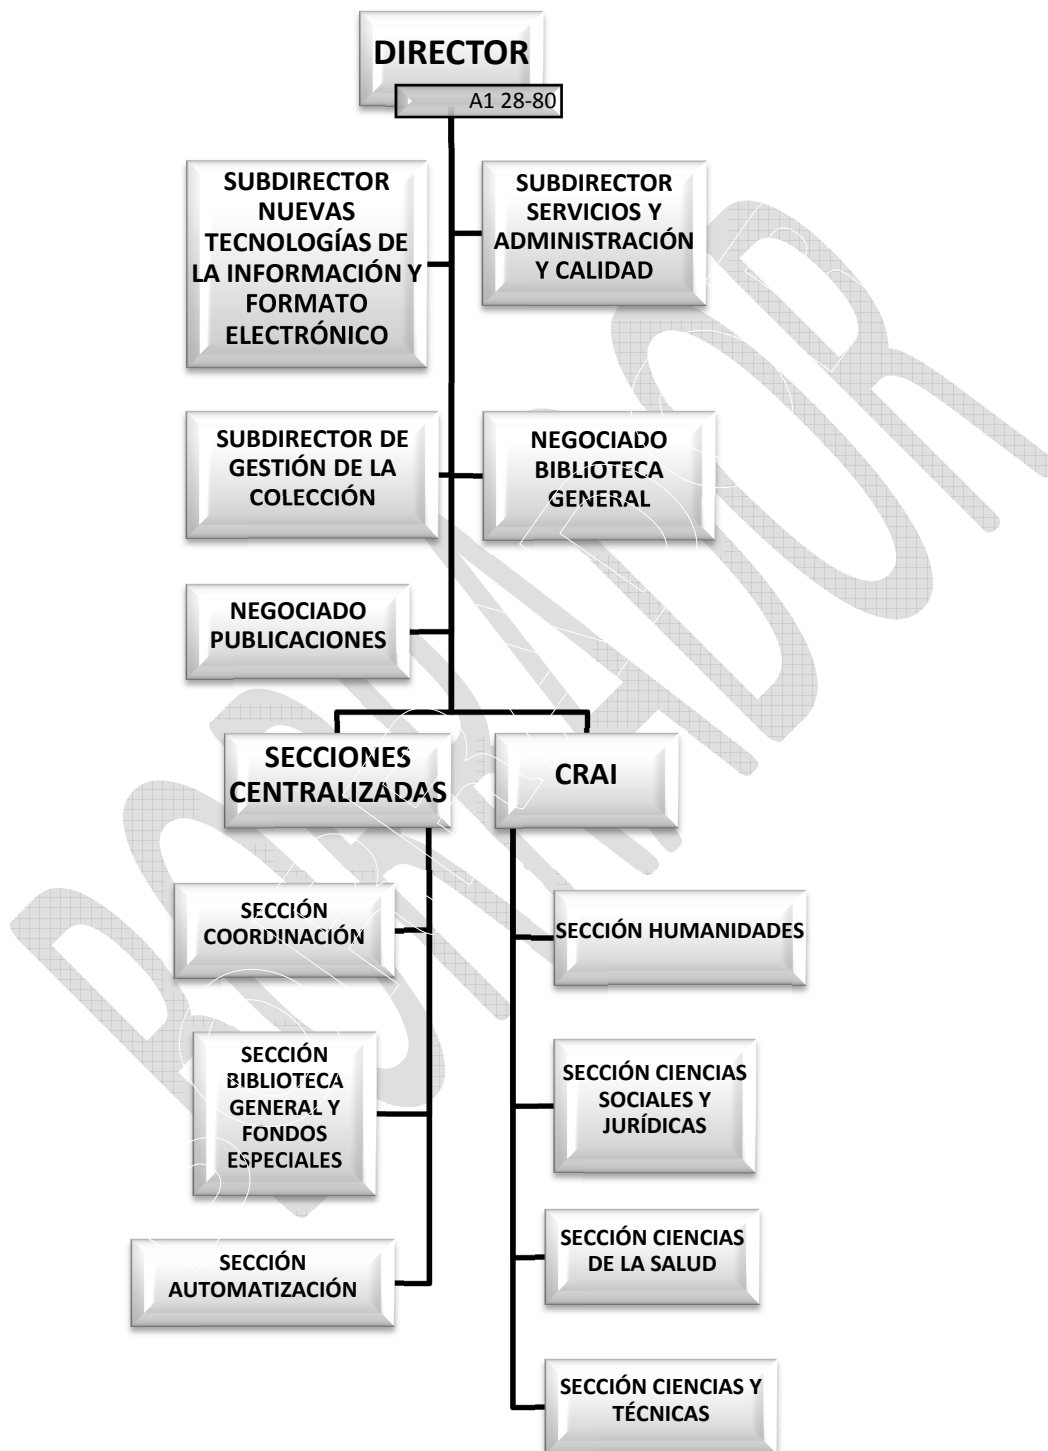 DIRECTOR
A1 28-80
SUBDIRECTOR
NUEVAS
TECNOLOGÍAS DE
LA INFORMACIÓN Y
FORMATO
ELECTRÓNICO
SUBDIRECTOR
SERVICIOS Y
ADMINISTRACIÓN
Y CALIDAD
SUBDIRECTOR DE
GESTIÓN DE LA
COLECCIÓN
NEGOCIADO
BIBLIOTECA
GENERAL
NEGOCIADO
PUBLICACIONES
SECCIONES
CENTRALIZADAS
CRAI
SECCIÓN
COORDINACIÓN
SECCIÓN HUMANIDADES
SECCIÓN
BIBLIOTECA
GENERAL Y
FONDOS
ESPECIALES
SECCIÓN CIENCIAS
SOCIALES Y
JURÍDICAS
SECCIÓN
AUTOMATIZACIÓN
SECCIÓN CIENCIAS
DE LA SALUD
SECCIÓN CIENCIAS Y
TÉCNICAS
BORRADOR